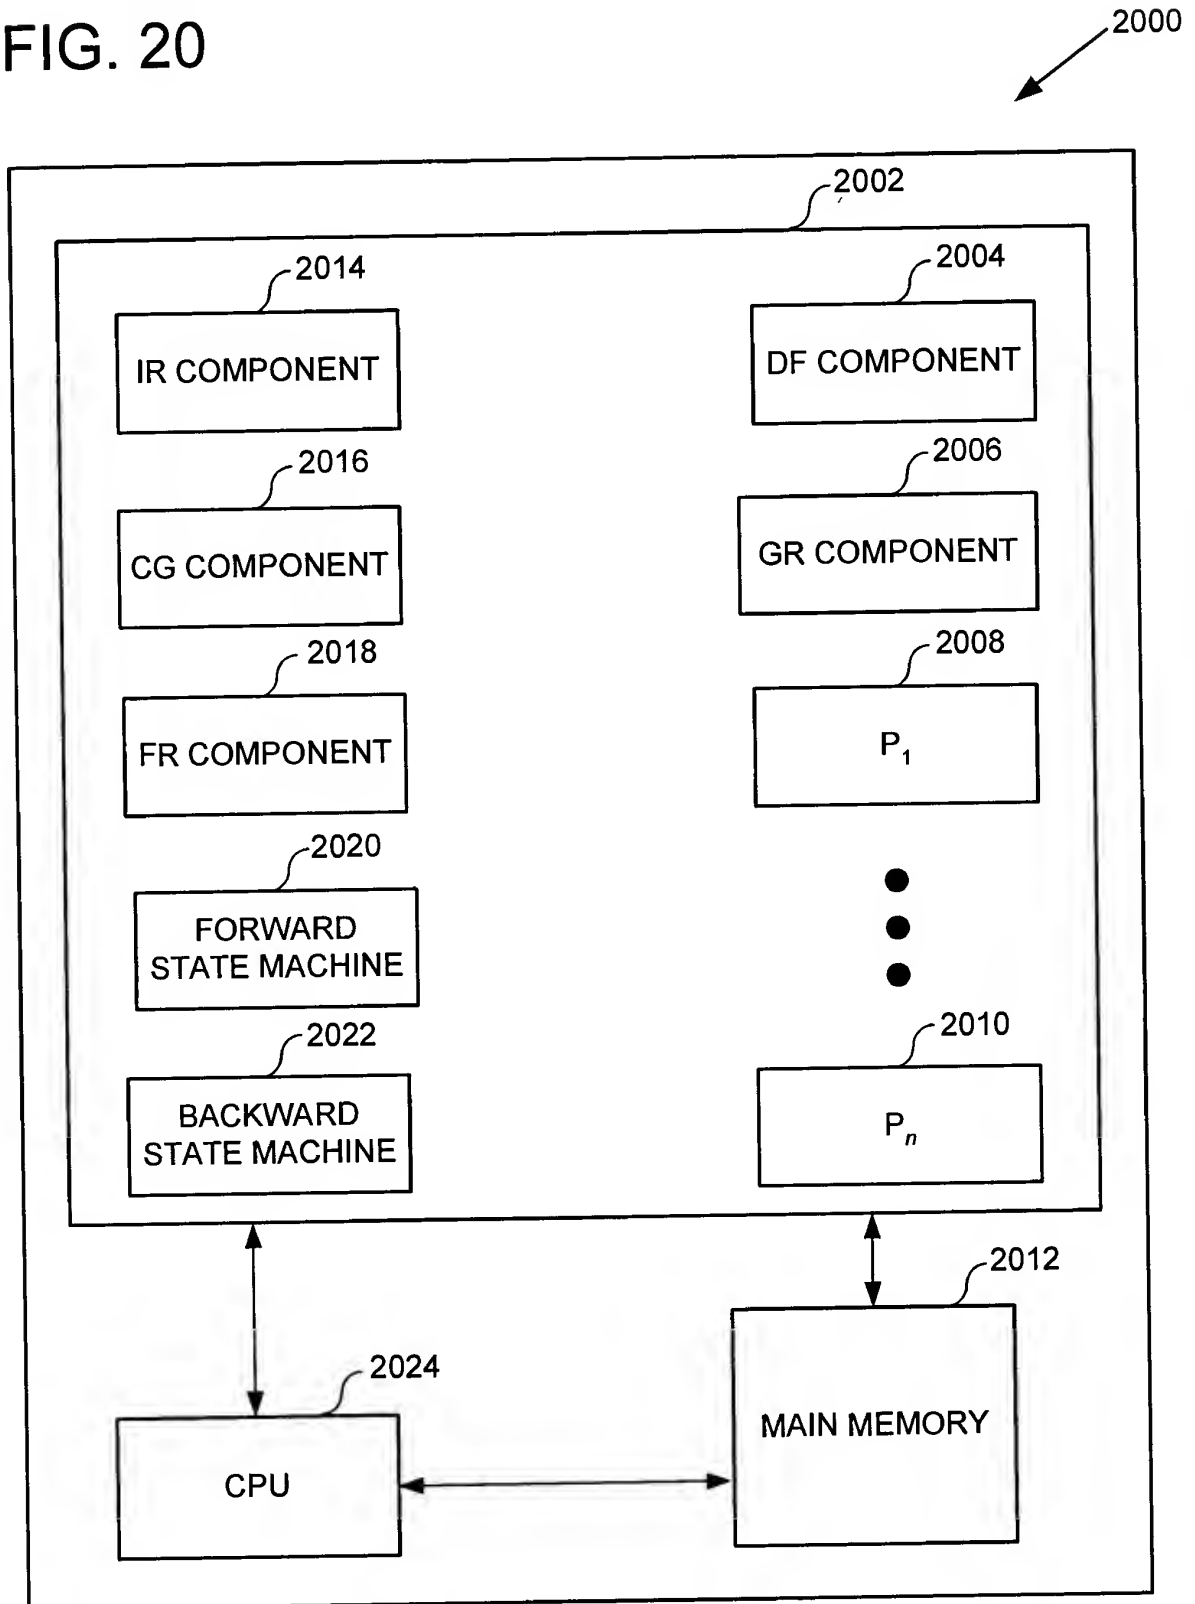 FIG. 20
2000
2002
2014
2004
IR COMPONENT
DF COMPONENT
2016
2006
CG COMPONENT
GR COMPONENT
2018
2008
FR COMPONENT
P1
2020
FORWARD
STATE MACHINE
2022
2010
BACKWARD
STATE MACHINE
Pn
2012
2024
MAIN MEMORY
CPU